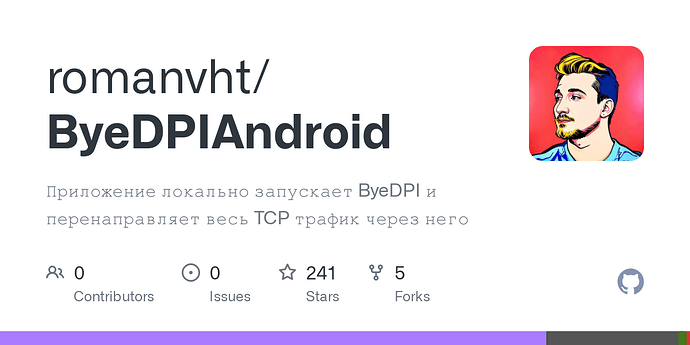 romanvht/
ByeDPIAndroid
Приложение локально запускает ByeDPI и
перенаправляет весь TCP трафик через него
0 0 241 5
Contributors Issues Stars Forks